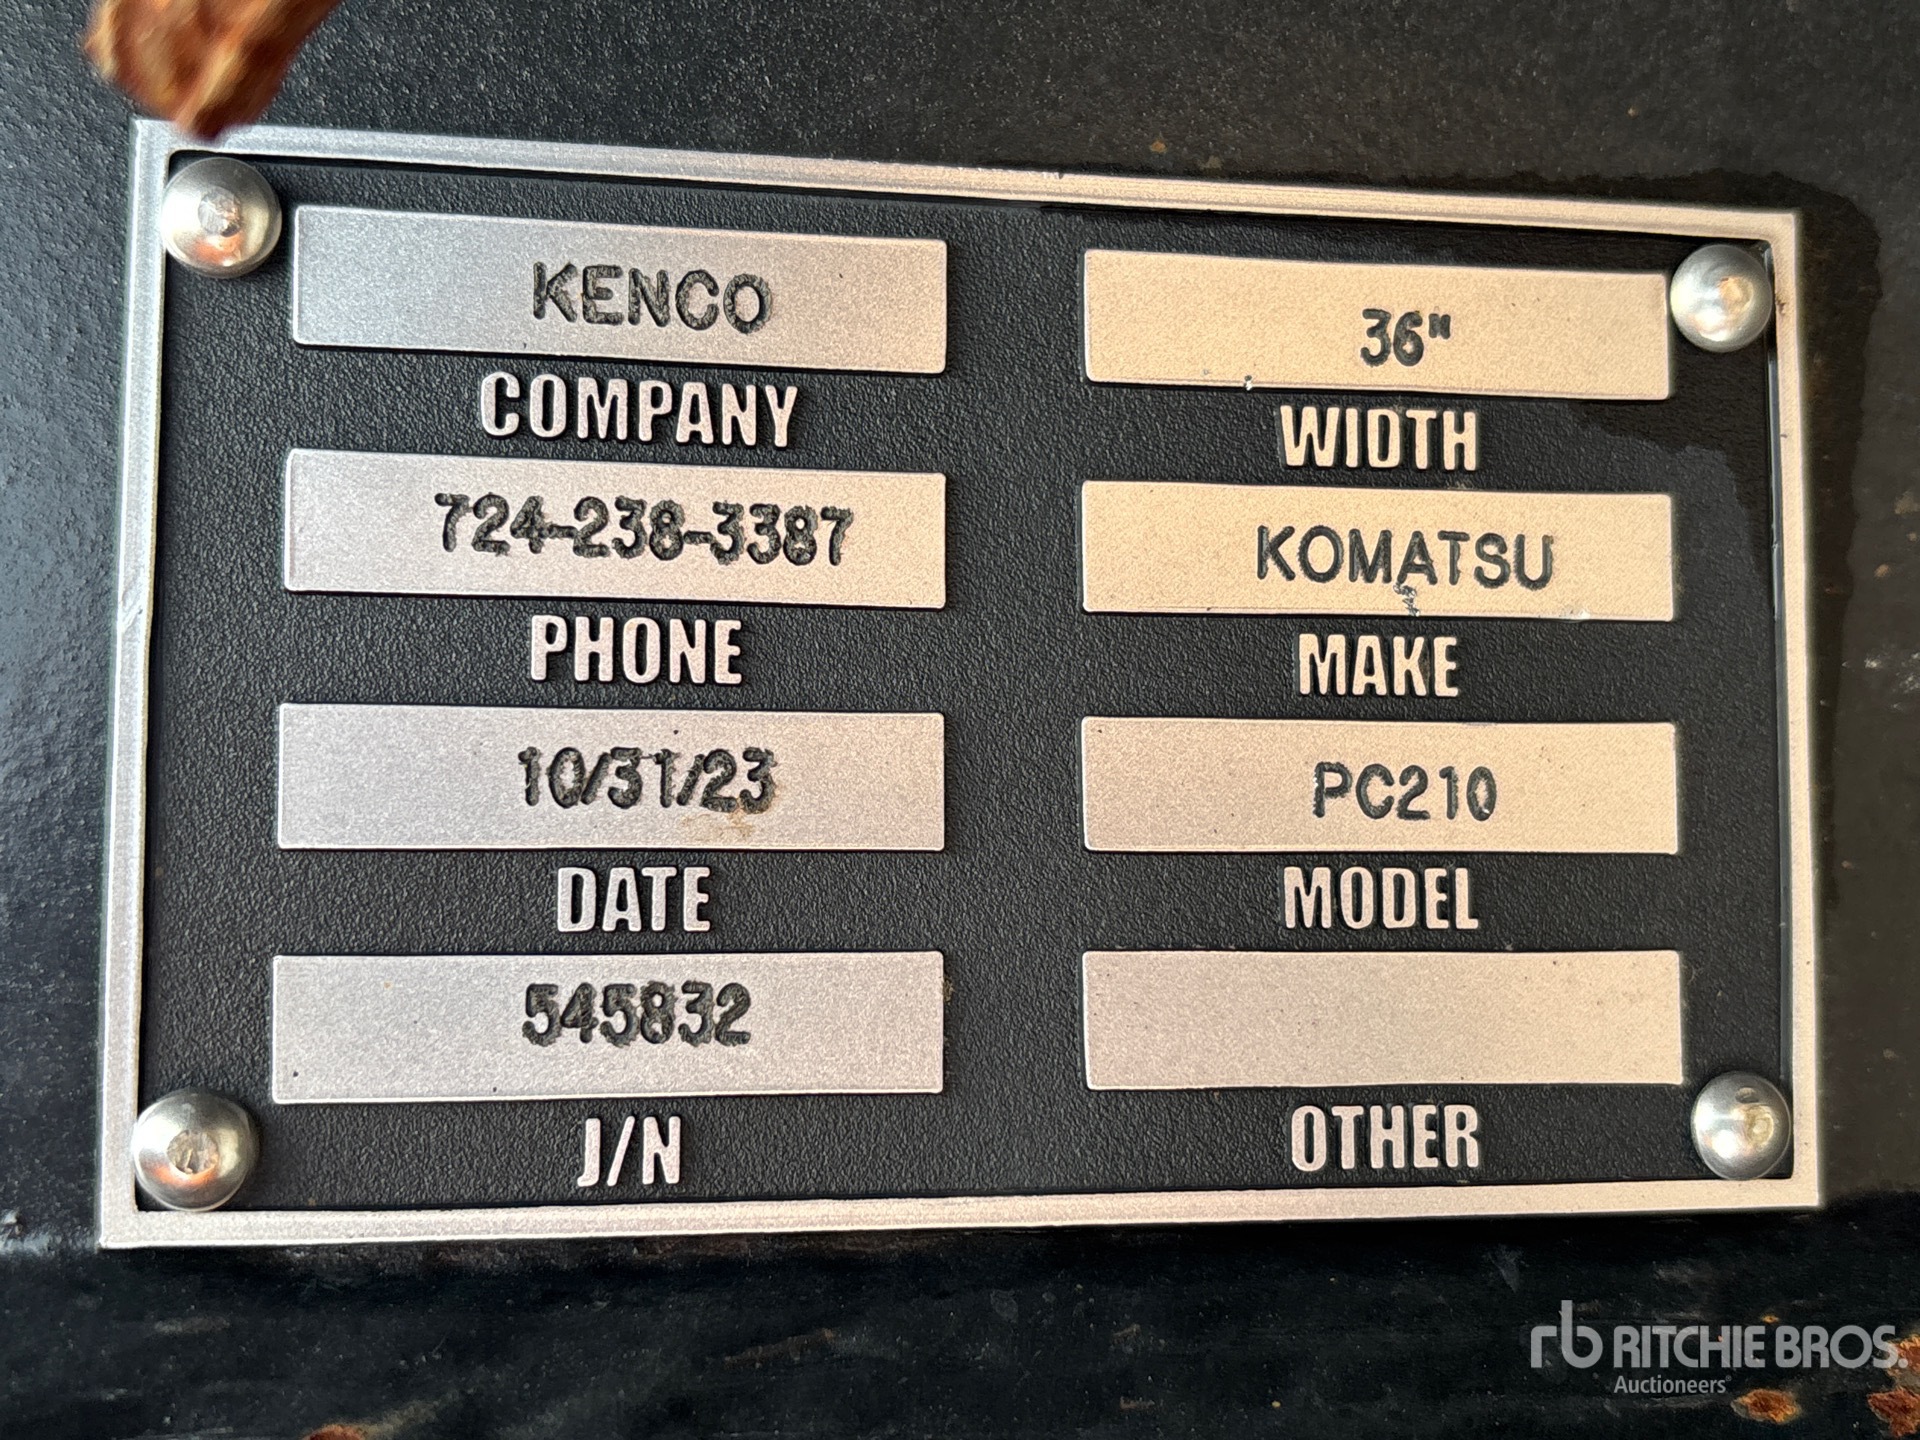 KENCO
COMPANY
724-238-3387
PHONE
10/31/23
DATE
545832
J/N
36"
WIDTH
KOMATSU
MAKE
PC210
MODEL
OTHER
rb RITCHIE BROS.
Auctioneers